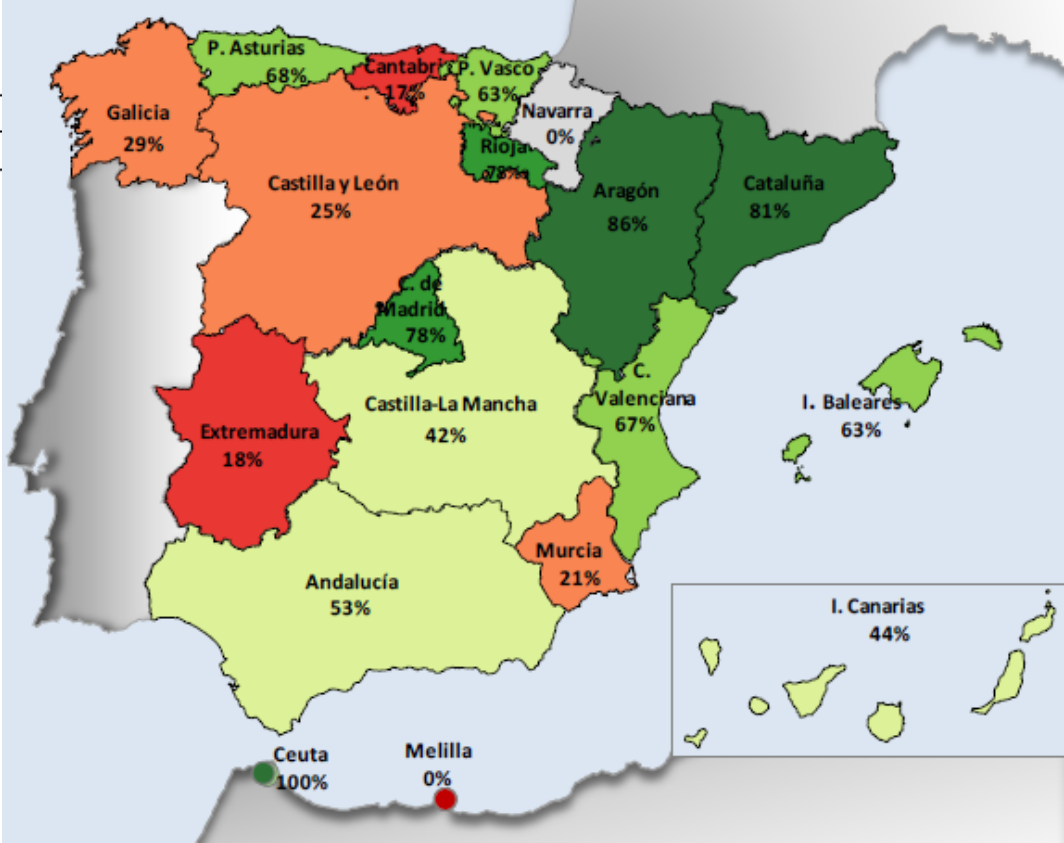 P. Asturias
68%
Cantabri
17%
P. Vasco
63%
Navarra
0%
Galicia
29%
Rioja
78%
Castilla y León
25%
Aragón
86%
Cataluña
81%
C. de
Madrid
78%
C.
Valenciana
67%
I. Baleares
63%
Castilla-La Mancha
42%
Extremadura
18%
Murcia
21%
Andalucía
53%
I. Canarias
44%
Ceuta
100%
Melilla
0%